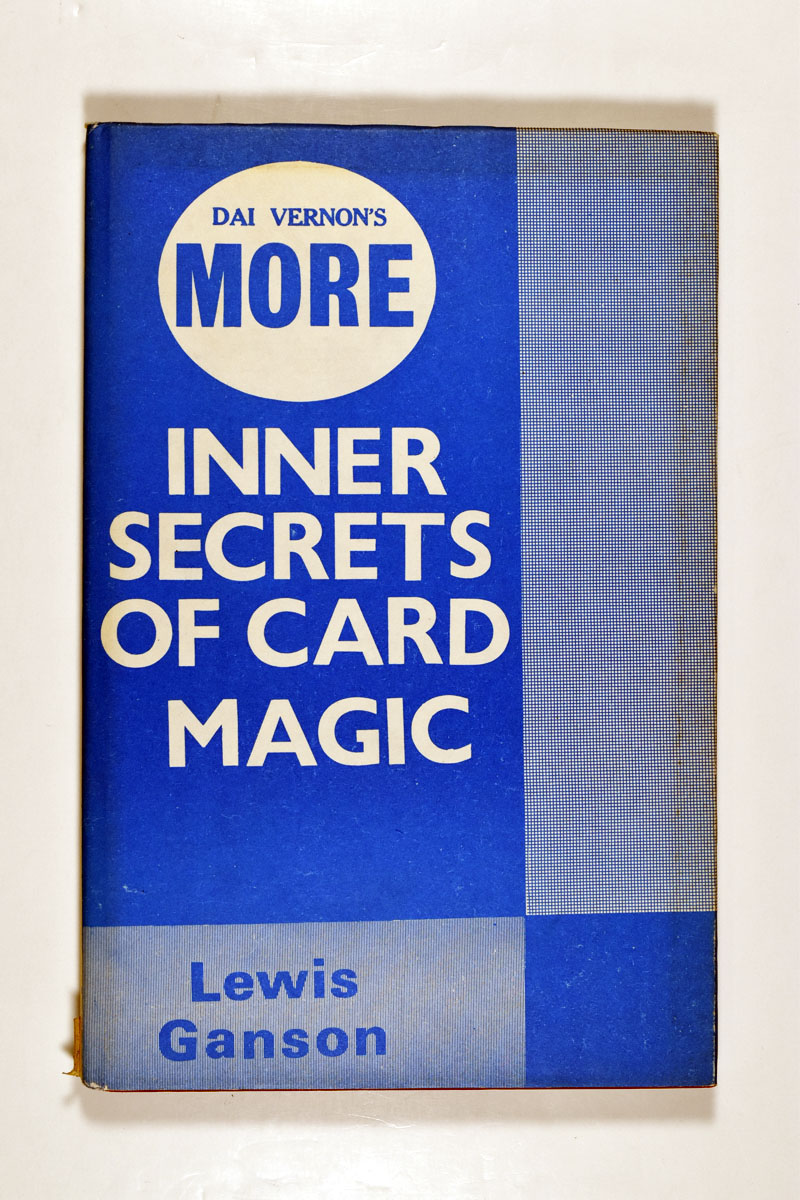 DAI VERNON'S
MORE
INNER
SECRETS
OF CARD
MAGIC
Lewis
Ganson